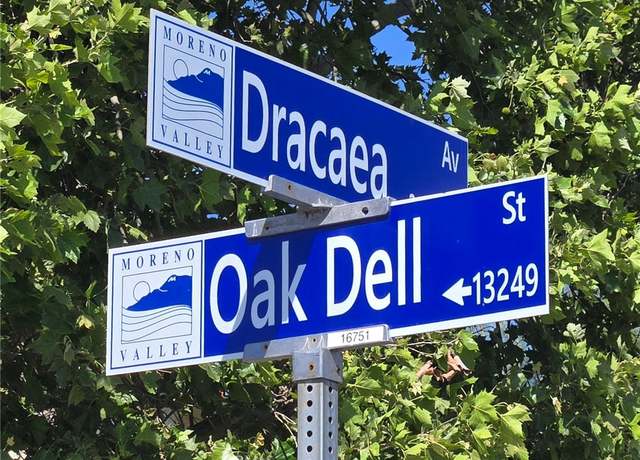 MORENO
VALLEY
Dracaea Av
MORENO
VALLEY
Oak Dell St
←13249
16751